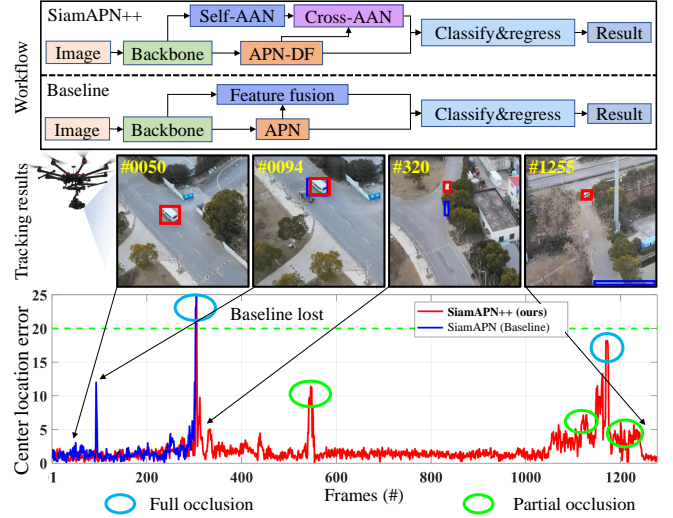 SiamAPN++
Self-AAN
Cross-AAN
Image
Backbone
APN-DF
Classify&regress
Result
Workflow
Baseline
Feature fusion
Image
Backbone
APN
Classify&regress
Result
Tracking results
#0050
#0094
#320
#1255
Center location error
25
20
15
10
5
0
Baseline lost
SiamAPN++ (ours)
SiamAPN (Baseline)
1 200 400 600 800 1000 1200
Frames (#)
Full occlusion
Partial occlusion